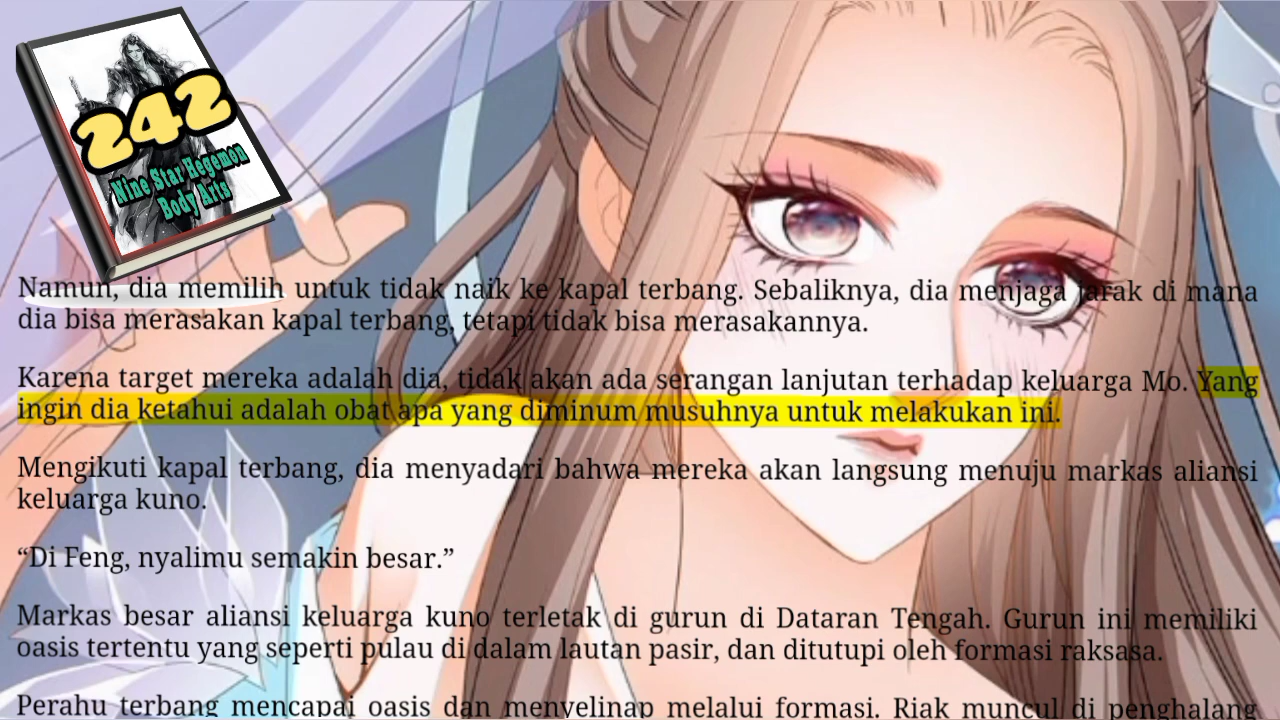 242
Nine Star Hegemon
Body Arts
Namun, dia memilih untuk tidak naik ke kapal terbang. Sebaliknya, dia menjaga jarak di mana
dia bisa merasakan kapal terbang, tetapi tidak bisa merasakannya.
Karena target mereka adalah dia, tidak akan ada serangan lanjutan terhadap keluarga Mo. Yang
ingin dia ketahui adalah obat apa yang diminum musuhnya untuk melakukan ini.
Mengikuti kapal terbang, dia menyadari bahwa mereka akan langsung menuju markas aliansi
keluarga kuno.
“Di Feng, nyalimu semakin besar.”
Markas besar aliansi keluarga kuno terletak di gurun di Dataran Tengah. Gurun ini memiliki
oasis tertentu yang seperti pulau di dalam lautan pasir, dan ditutupi oleh formasi raksasa.
Perahu terbang mencapai oasis dan menyelinap melalui formasi. Riak muncul di penghalang